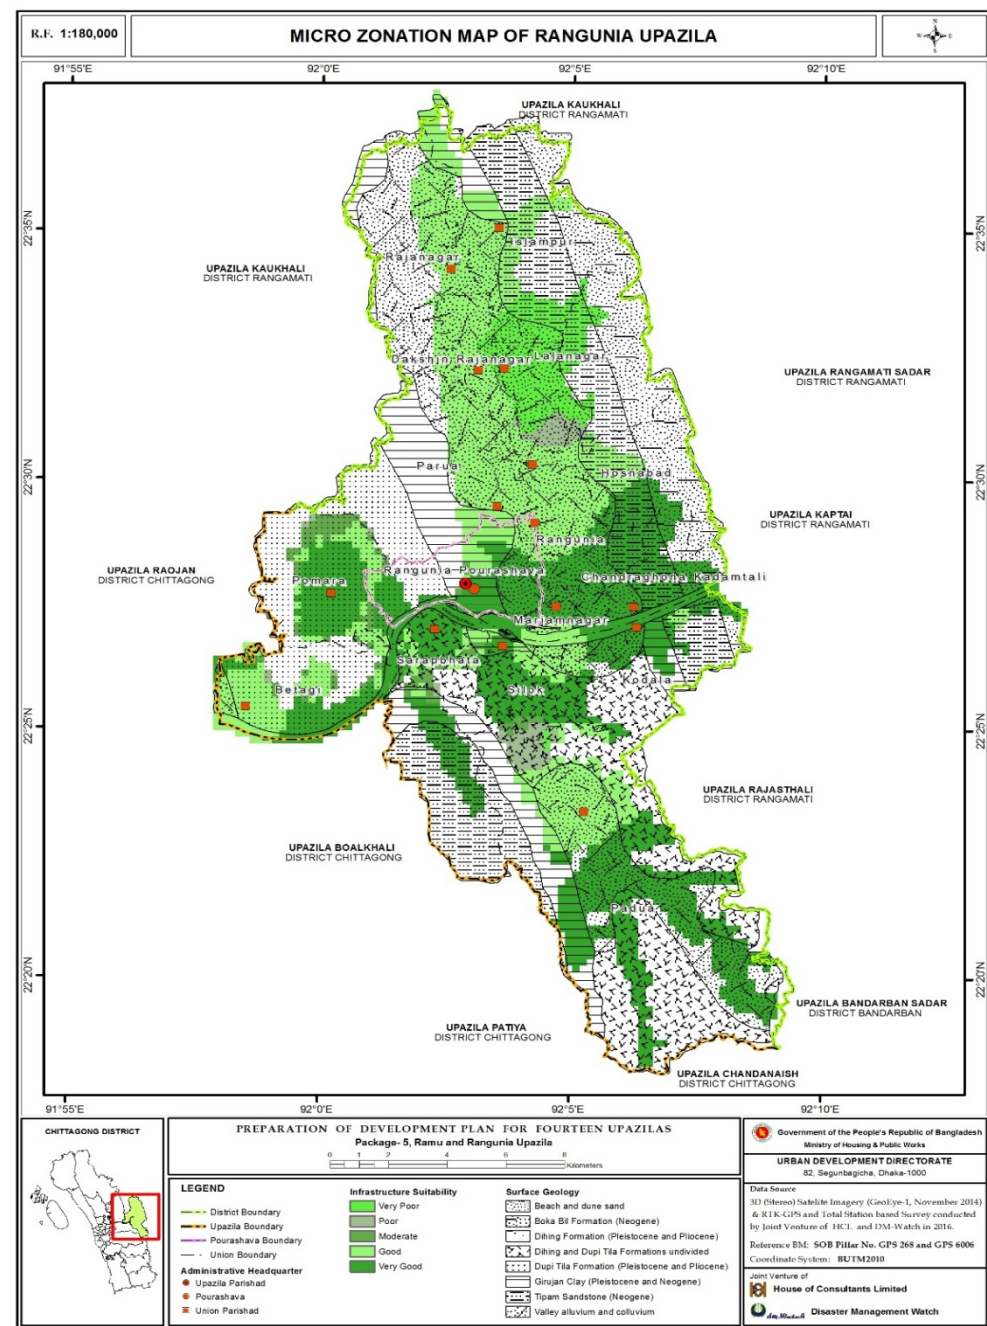 R.F. 1:180,000
MICRO ZONATION MAP OF RANGUNIA UPAZILA
N
W E
S
91°55'E 92°0'E 92°5'E 92°10'E
UPAZILA KAUKHALI
DISTRICT RANGAMATI
22°35'N 22°35'N
Islampur
Rajanagar
UPAZILA KAUKHALI
DISTRICT RANGAMATI
Dakshin Rajanagar
Lalanagar
UPAZILA RANGAMATI SADAR
DISTRICT RANGAMATI
Parua
Hosnabad
22°30'N 22°30'N
UPAZILA KAPTAI
DISTRICT RANGAMATI
Rangunia
UPAZILA RAOJAN
DISTRICT CHITTAGONG
Pomara
Rangunia Pourashava
Chandraghona Kadamtali
Mariamnagar
Sarapbhata
Betagi
Silok
Kodala
22°25'N 22°25'N
UPAZILA RAJASTHALI
DISTRICT RANGAMATI
UPAZILA BOALKHALI
DISTRICT CHITTAGONG
Padua
22°20'N 22°20'N
UPAZILA BANDARBAN SADAR
DISTRICT BANDARBAN
UPAZILA PATIYA
DISTRICT CHITTAGONG
UPAZILA CHANDANAISH
DISTRICT CHITTAGONG
91°55'E 92°0'E 92°5'E 92°10'E
CHITTAGONG DISTRICT
PREPARATION OF DEVELOPMENT PLAN FOR FOURTEEN UPAZILAS
Package- 5, Ramu and Rangunia Upazila
0 1 2 4 6 8
Kilometers
LEGEND
District Boundary
Upazila Boundary
Pourashava Boundary
Union Boundary
Administrative Headquarter
Upazila Parishad
Pourashava
Union Parishad
Infrastructure Suitability
Very Poor
Poor
Moderate
Good
Very Good
Surface Geology
Beach and dune sand
Boka Bil Formation (Neogene)
Dihing Formation (Pleistocene and Pliocene)
Dihing and Dupi Tila Formations undivided
Dupi Tila Formation (Pleistocene and Pliocene)
Girujan Clay (Pleistocene and Neogene)
Tipam Sandstone (Neogene)
Valley alluvium and colluvium
Government of the People's Republic of Bangladesh
Ministry of Housing & Public Works
URBAN DEVELOPMENT DIRECTORATE
82, Segunbagicha, Dhaka-1000
Data Source
3D (Stereo) Satelite Imagery (GeoEye-1, November 2014)
& RTK-GPS and Total Station based Survey conducted
by Joint Venture of HCL and DM-Watch in 2016.
Reference BM: SOB Pillar No. GPS 268 and GPS 6006
Coordinate System: BUTM2010
Joint Venture of
House of Consultants Limited
Disaster Management Watch